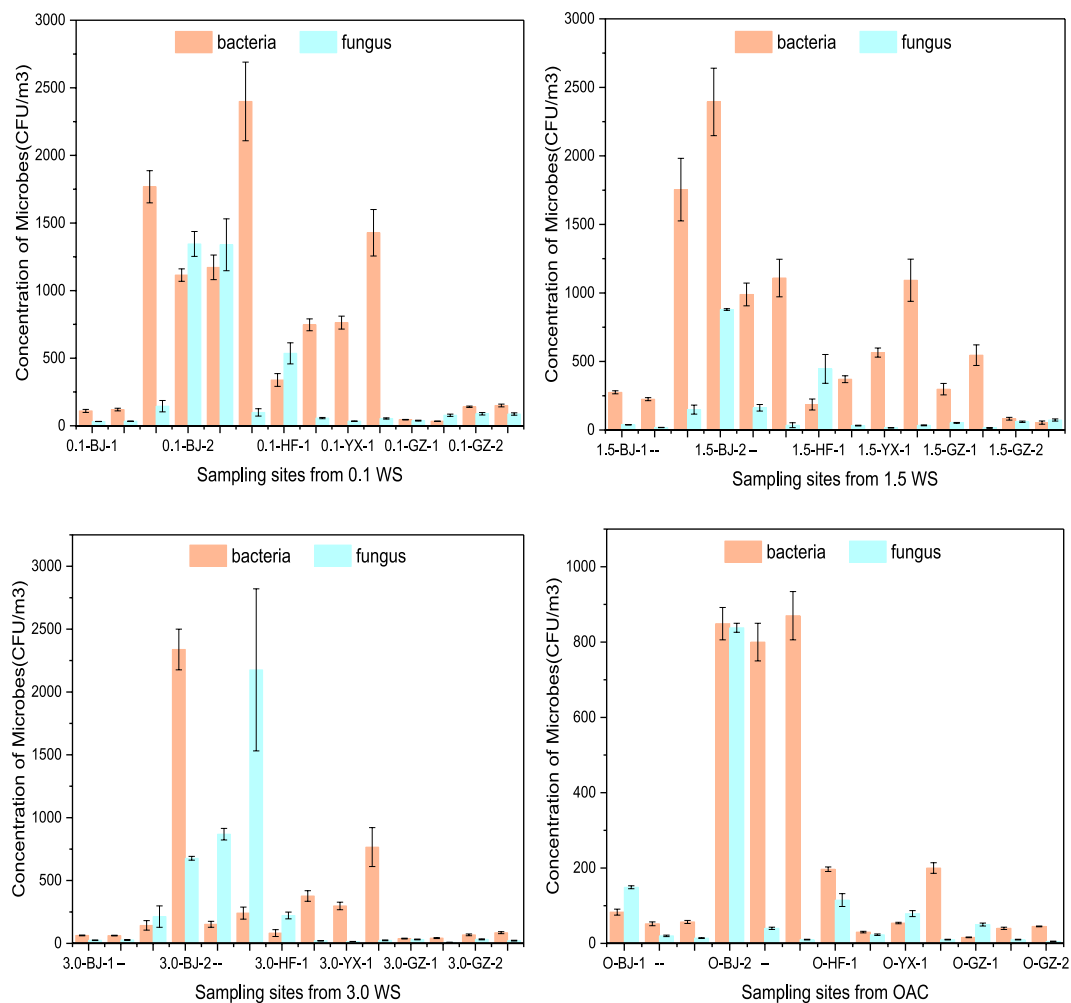 bacteria fungus
Concentration of Microbes(CFU/m3)
3000
2500
2000
1500
1000
500
0
0.1-BJ-1 0.1-BJ-2 0.1-HF-1 0.1-YX-1 0.1-GZ-1 0.1-GZ-2
Sampling sites from 0.1 WS
bacteria fungus
Concentration of Microbes(CFU/m3)
3000
2500
2000
1500
1000
500
0
1.5-BJ-1 -- 1.5-BJ-2 – 1.5-HF-1 1.5-YX-1 1.5-GZ-1 1.5-GZ-2
Sampling sites from 1.5 WS
bacteria fungus
Concentration of Microbes(CFU/m3)
3000
2500
2000
1500
1000
500
0
3.0-BJ-1 – 3.0-BJ-2 -- 3.0-HF-1 3.0-YX-1 3.0-GZ-1 3.0-GZ-2
Sampling sites from 3.0 WS
bacteria fungus
Concentration of Microbes(CFU/m3)
1000
800
600
400
200
0
O-BJ-1 -- O-BJ-2 – O-HF-1 O-YX-1 O-GZ-1 O-GZ-2
Sampling sites from OAC